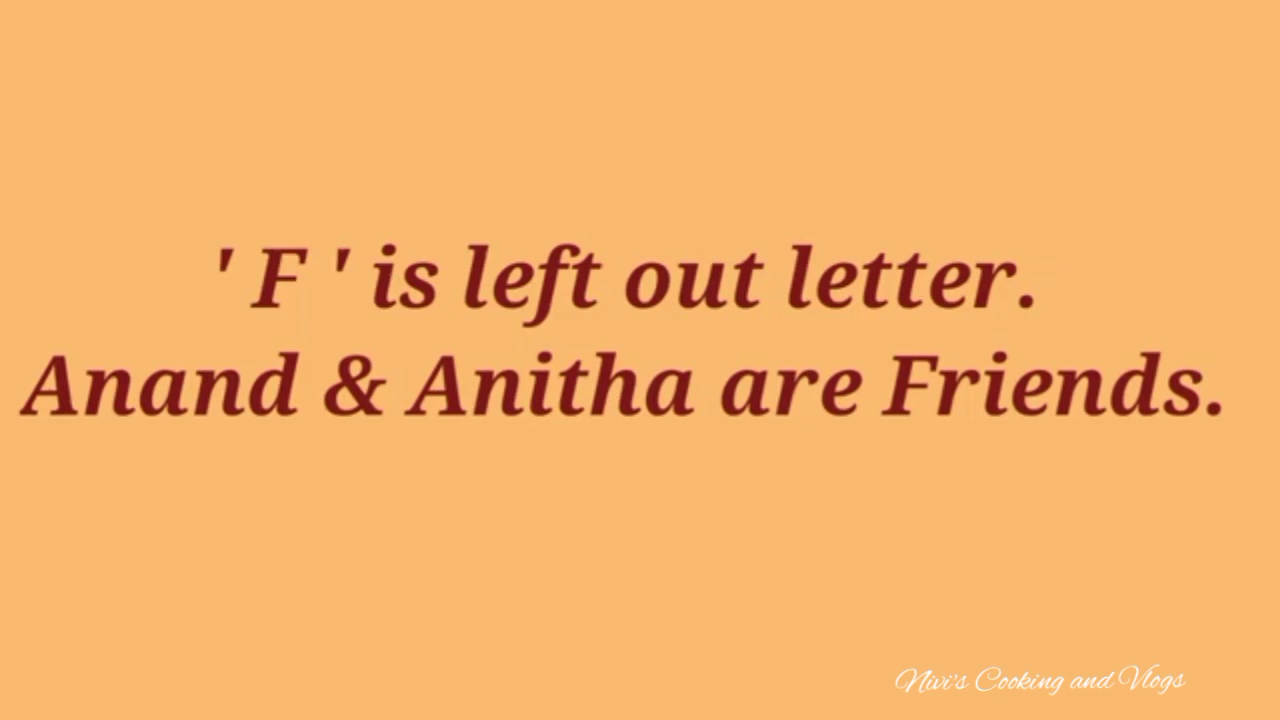 ' F ' is left out letter.
Anand & Anitha are Friends.
Nivi's Cooking and Vlogs